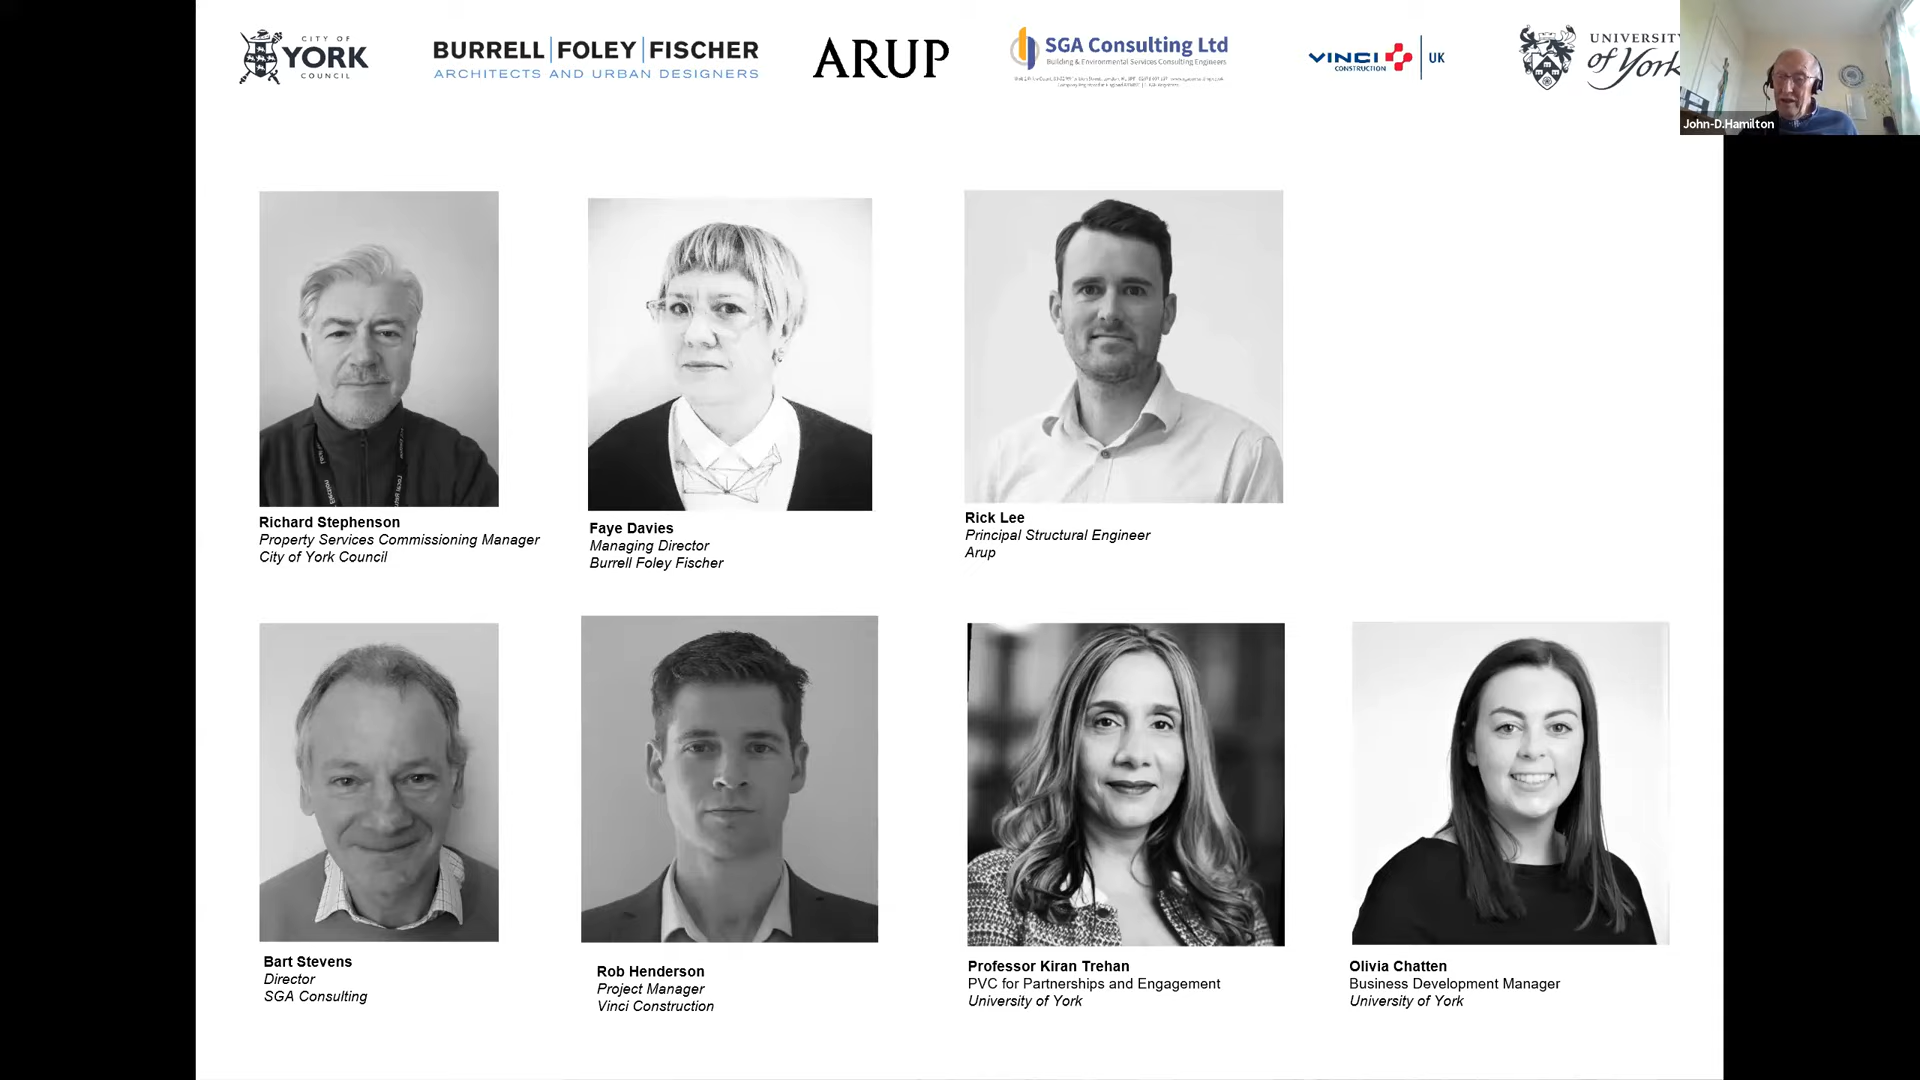 CITY OF
YORK
COUNCIL
BURRELL|FOLEY|FISCHER
ARCHITECTS AND URBAN DESIGNERS
ARUP
SGA Consulting Ltd
Building & Environmental Services Consulting Engineers
VINCI
CONSTRUCTION
UK
UNIVERSITY
of York
John-D.Hamilton
Richard Stephenson
Property Services Commissioning Manager
City of York Council
Faye Davies
Managing Director
Burrell Foley Fischer
Rick Lee
Principal Structural Engineer
Arup
Bart Stevens
Director
SGA Consulting
Rob Henderson
Project Manager
Vinci Construction
Professor Kiran Trehan
PVC for Partnerships and Engagement
University of York
Olivia Chatten
Business Development Manager
University of York